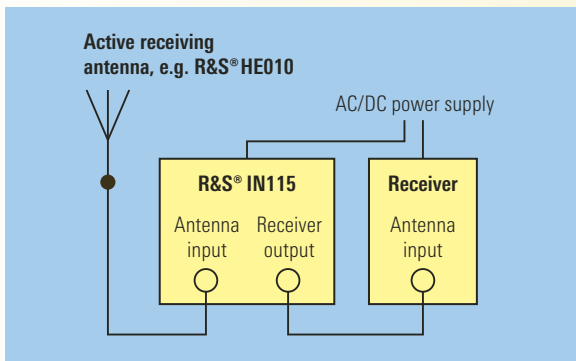 Active receiving
antenna, e.g. R&S® HE010
AC/DC power supply
R&S® IN115
Antenna
input
Receiver
output
Receiver
Antenna
input